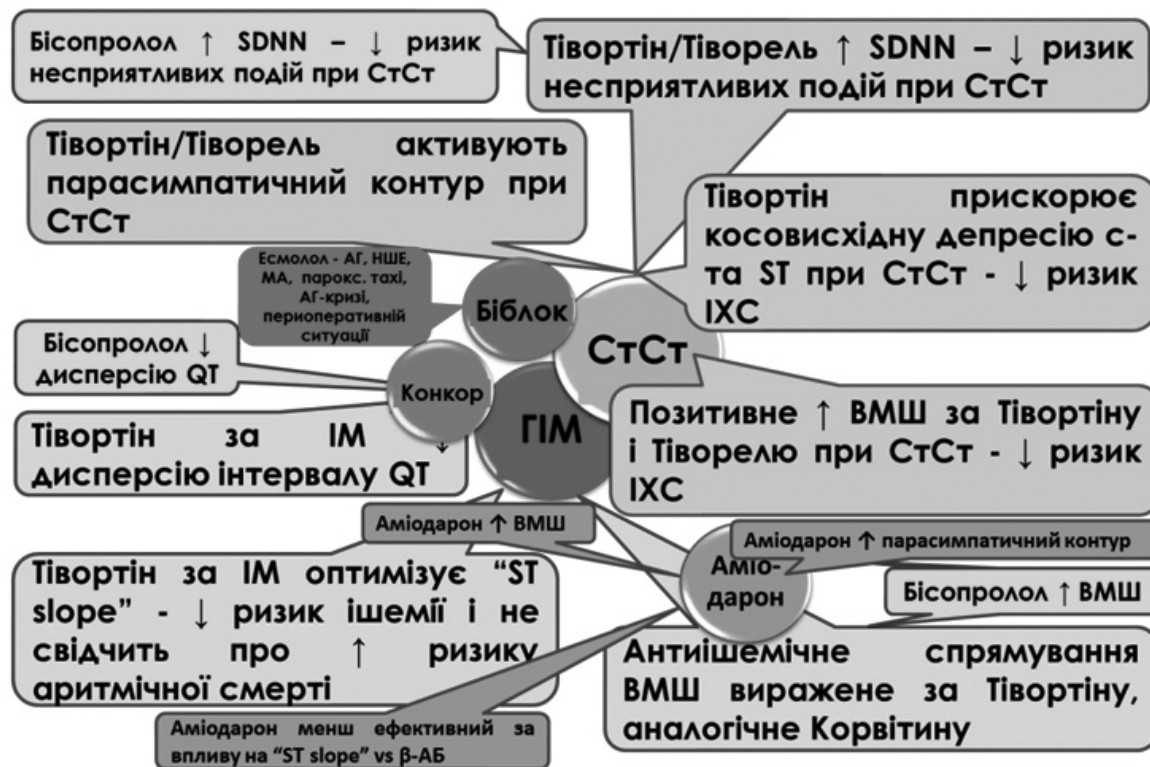 Бісопролол ↑ SDNN – ↓ ризик
несприятливих подій при СтСт
Тівортін/Тіворель ↑ SDNN – ↓ ризик
несприятливих подій при СтСт
Тівортін/Тіворель активують
парасимпатичний контур при
СтСт
Тівортін прискорює
косовисхідну депресію с-
та ST при СтСт - ↓ ризик
ІХС
Есмолол - АГ, НШЕ,
МА, парокс. тахі,
АГ-кризі,
периоперативній
ситуації
Біблок
СтСт
Бісопролол ↓
дисперсію QT
Конкор
ГІМ
Тівортін за ІМ ↓
дисперсію інтервалу QT
Позитивне ↑ ВМШ за Тівортіну
і Тіворелю при СтСт - ↓ ризик
ІХС
Аміодарон ↑ ВМШ
Аміодарон ↑ парасимпатичний контур
Аміо-
дарон
Тівортін за ІМ оптимізує “ST
slope” - ↓ ризик ішемії і не
свідчить про ↑ ризику
аритмічної смерті
Бісопролол ↑ ВМШ
Антиішемічне спрямування
ВМШ виражене за Тівортіну,
аналогічне Корвітину
Аміодарон менш ефективний за
впливу на “ST slope” vs β-АБ